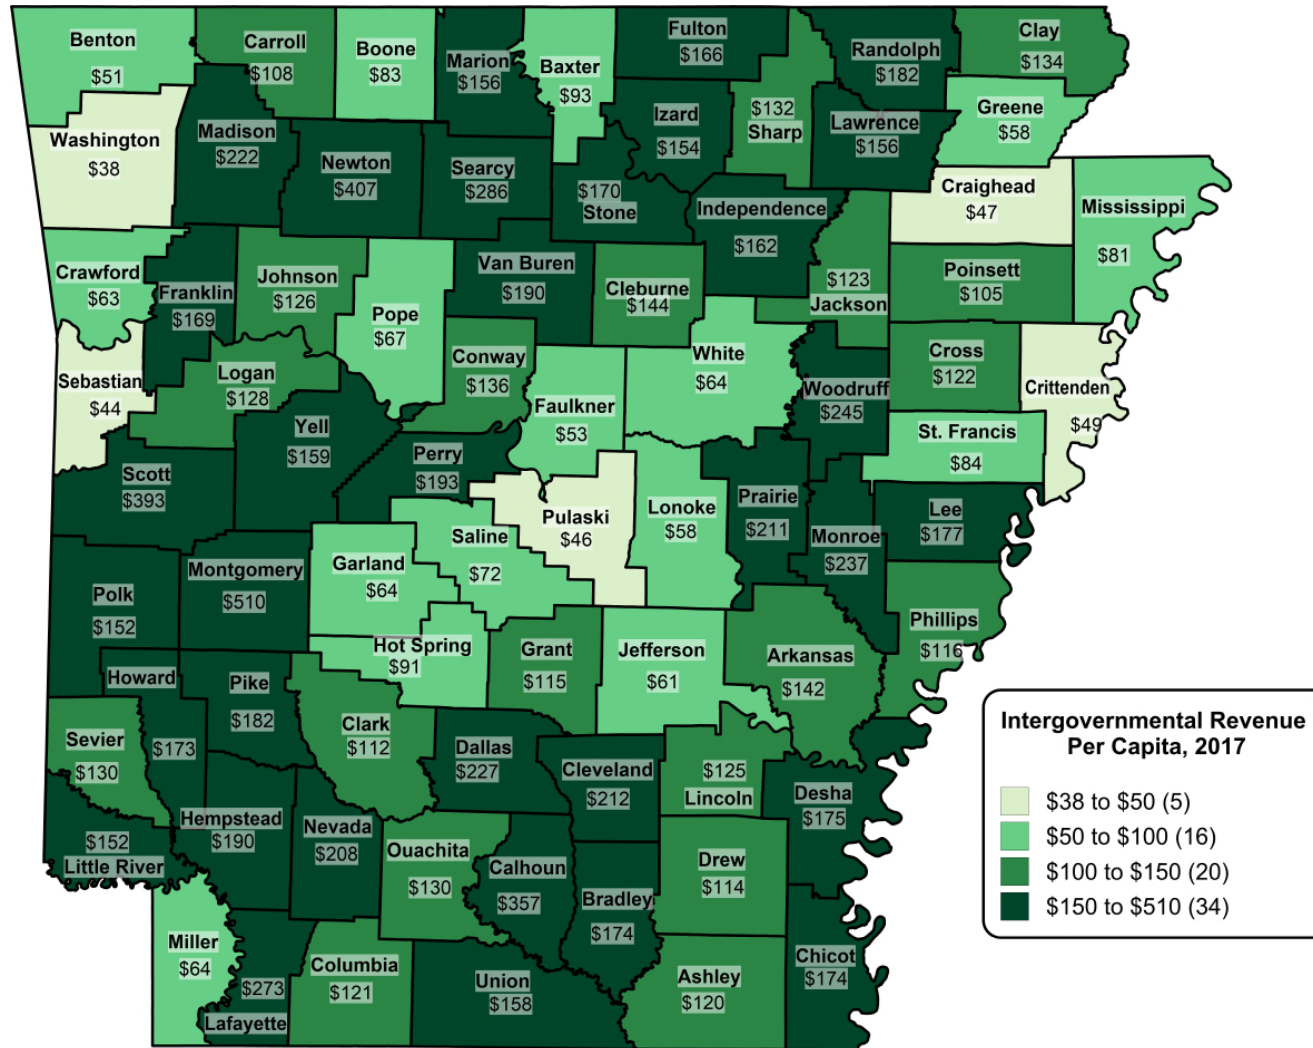 Benton
$51
Carroll
$108
Boone
$83
Marion
$156
Baxter
$93
Fulton
$166
Randolph
$182
Clay
$134
Washington
$38
Madison
$222
Newton
$407
Searcy
$286
$170
Stone
Izard
$154
$132
Sharp
Lawrence
$156
Greene
$58
Craighead
$47
Mississippi
$81
Independence
$162
Crawford
$63
Franklin
$169
Johnson
$126
Pope
$67
Van Buren
$190
Cleburne
$144
$123
Jackson
Poinsett
$105
Sebastian
$44
Logan
$128
Conway
$136
White
$64
Woodruff
$245
Cross
$122
Crittenden
$49
Yell
$159
Faulkner
$53
St. Francis
$84
Scott
$393
Perry
$193
Pulaski
$46
Lonoke
$58
Prairie
$211
Monroe
$237
Lee
$177
Polk
$152
Montgomery
$510
Garland
$64
Saline
$72
Hot Spring
$91
Grant
$115
Jefferson
$61
Arkansas
$142
Phillips
$116
Howard
$173
Pike
$182
Clark
$112
Sevier
$130
Dallas
$227
Cleveland
$212
$125
Lincoln
Desha
$175
$152
Little River
Hempstead
$190
Nevada
$208
Ouachita
$130
Calhoun
$357
Bradley
$174
Drew
$114
Miller
$64
$273
Lafayette
Columbia
$121
Union
$158
Ashley
$120
Chicot
$174
Intergovernmental Revenue
Per Capita, 2017
$38 to $50 (5)
$50 to $100 (16)
$100 to $150 (20)
$150 to $510 (34)